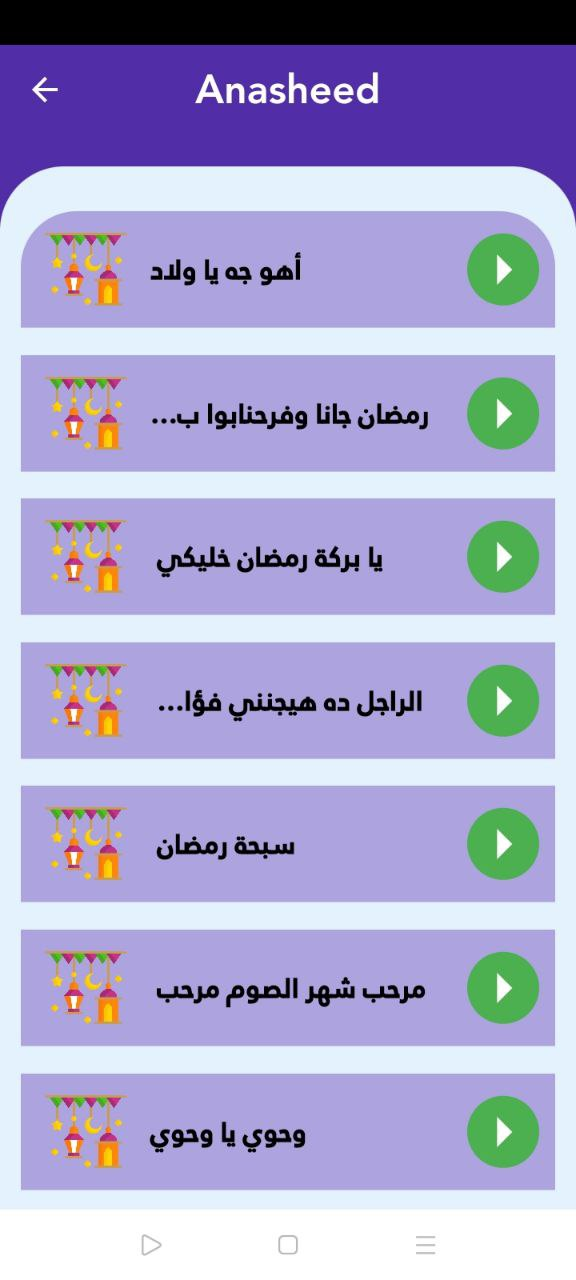 Anasheed
أهو جه يا ولاد
رمضان جانا وفرحنابوا ب...
يا بركة رمضان خليكي
الراجل ده هيجنني فؤا...
سبحة رمضان
مرحب شهر الصوم مرحب
وحوي يا وحوي